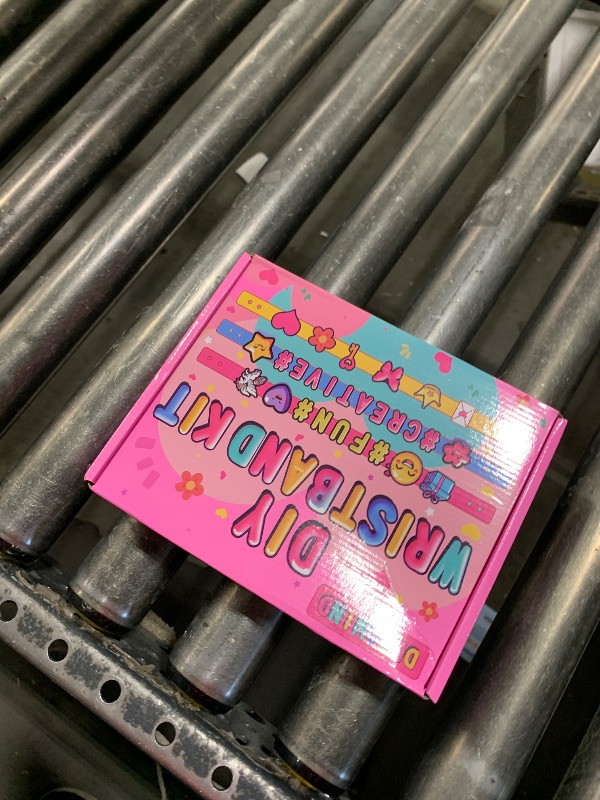 DIY
WRISTBAND KIT
#FUN#
#CREATIVE#